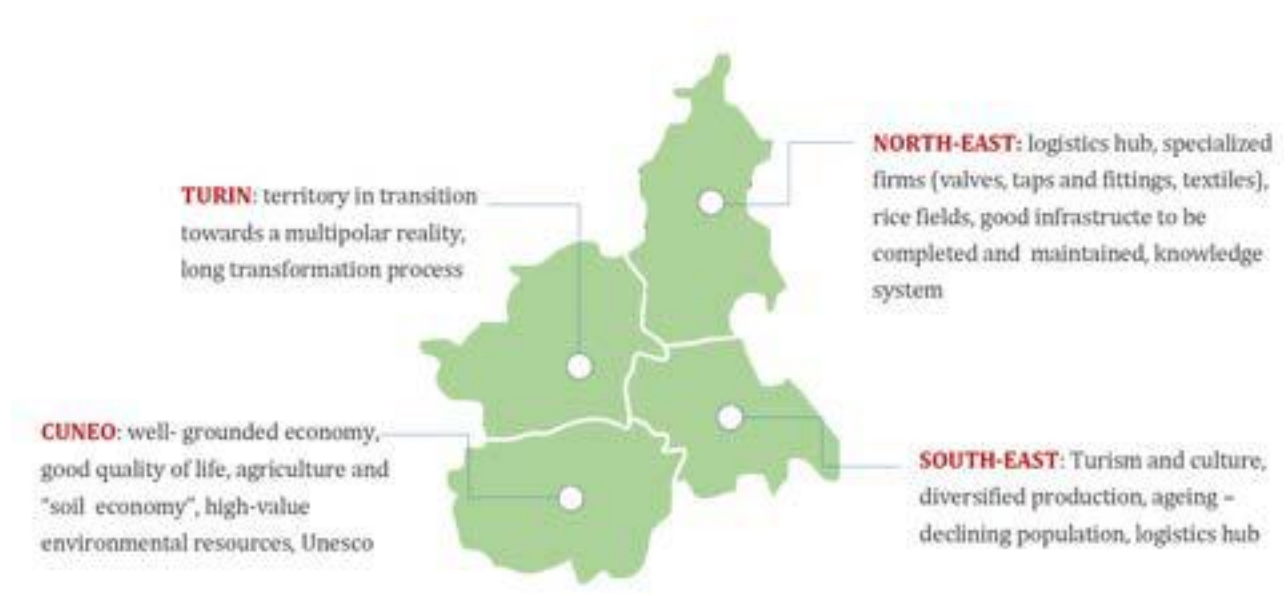 TURIN: territory in transition
towards a multipolar reality,
long transformation process
NORTH-EAST: logistics hub, specialized
firms (valves, taps and fittings, textiles),
rice fields, good infrastructe to be
completed and maintained, knowledge
system
CUNEO: well- grounded economy,
good quality of life, agriculture and
"soil economy", high-value
environmental resources, Unesco
SOUTH-EAST: Turism and culture,
diversified production, ageing –
declining population, logistics hub